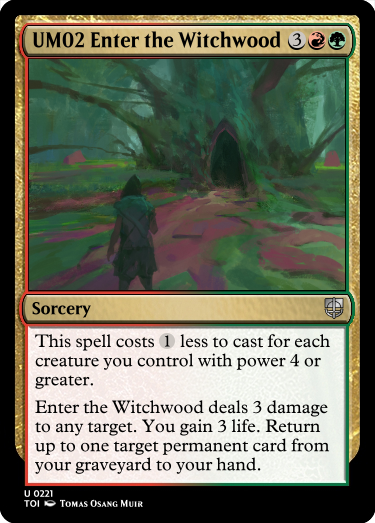 UM02 Enter the Witchwood 3
Sorcery
This spell costs 1 less to cast for each
creature you control with power 4 or
greater.
Enter the Witchwood deals 3 damage
to any target. You gain 3 life. Return
up to one target permanent card from
your graveyard to your hand.
U 0221
TOI Tomas Osang Muir